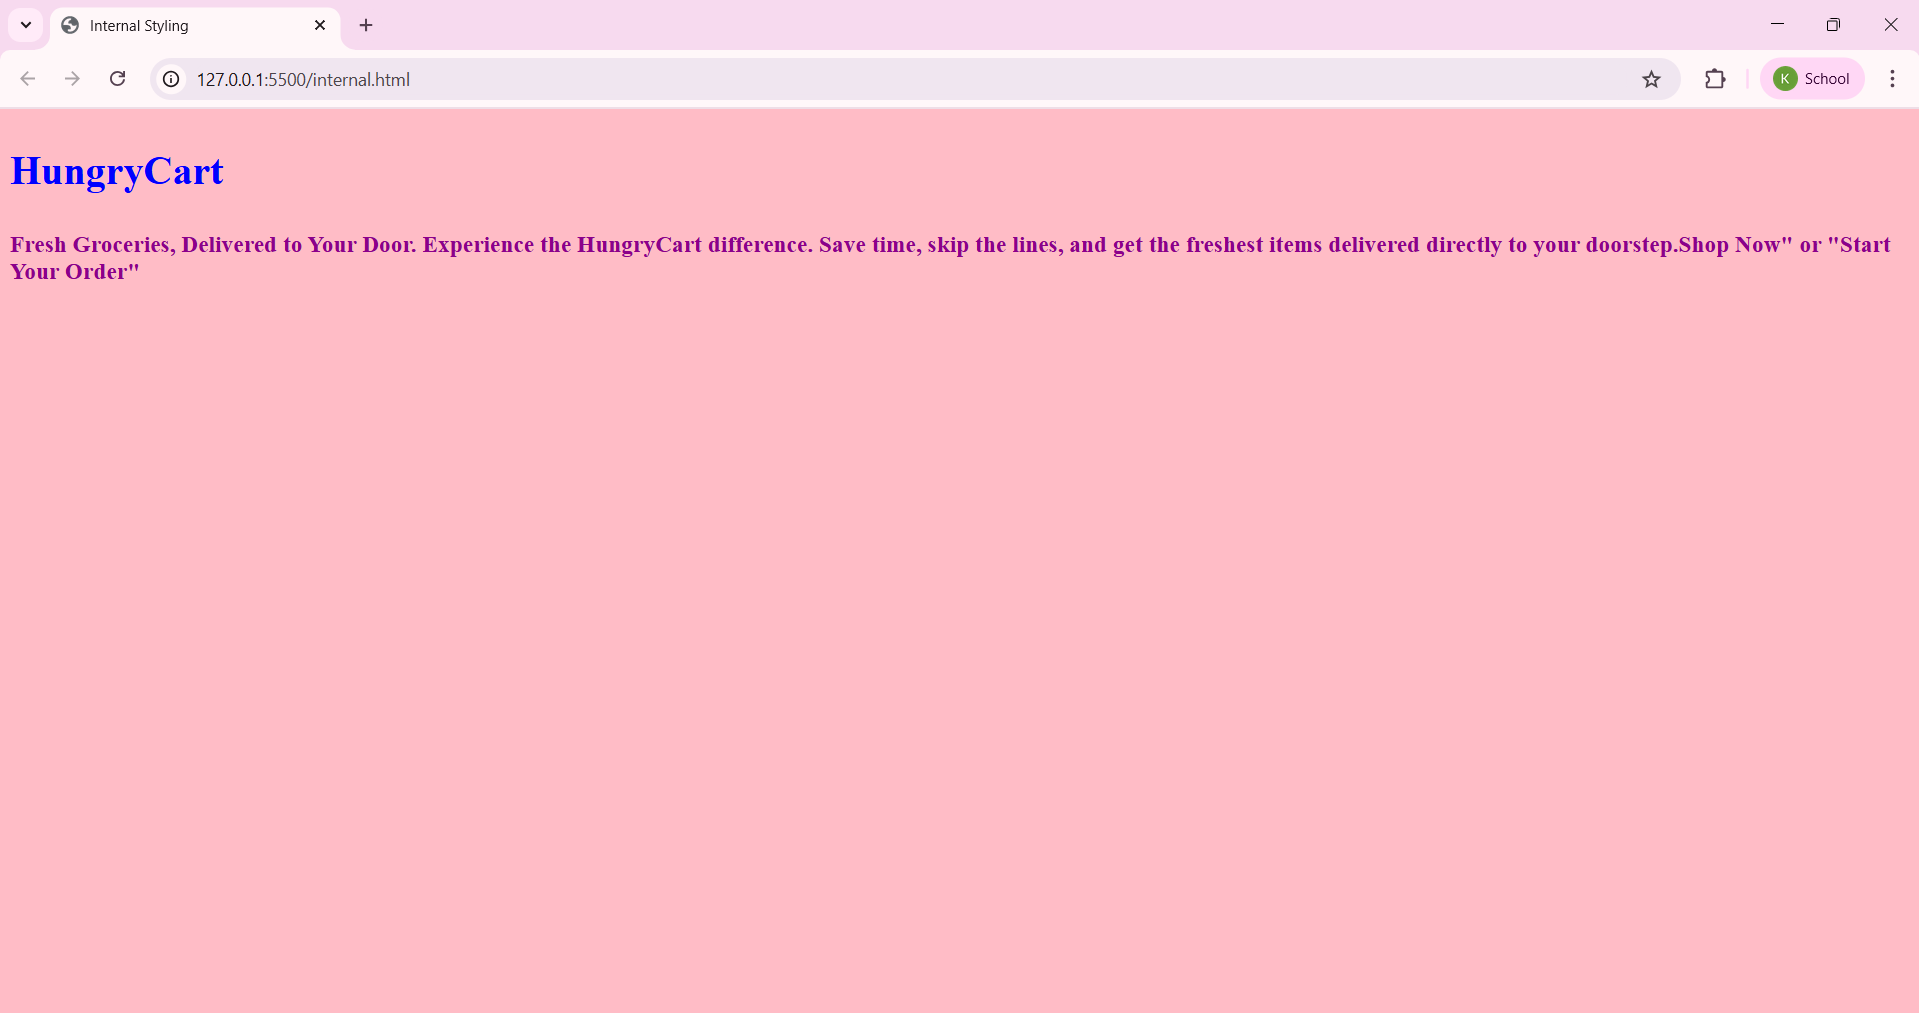 Internal Styling
127.0.0.1:5500/internal.html
K School
HungryCart
Fresh Groceries, Delivered to Your Door. Experience the HungryCart difference. Save time, skip the lines, and get the freshest items delivered directly to your doorstep.Shop Now" or "Start
Your Order"